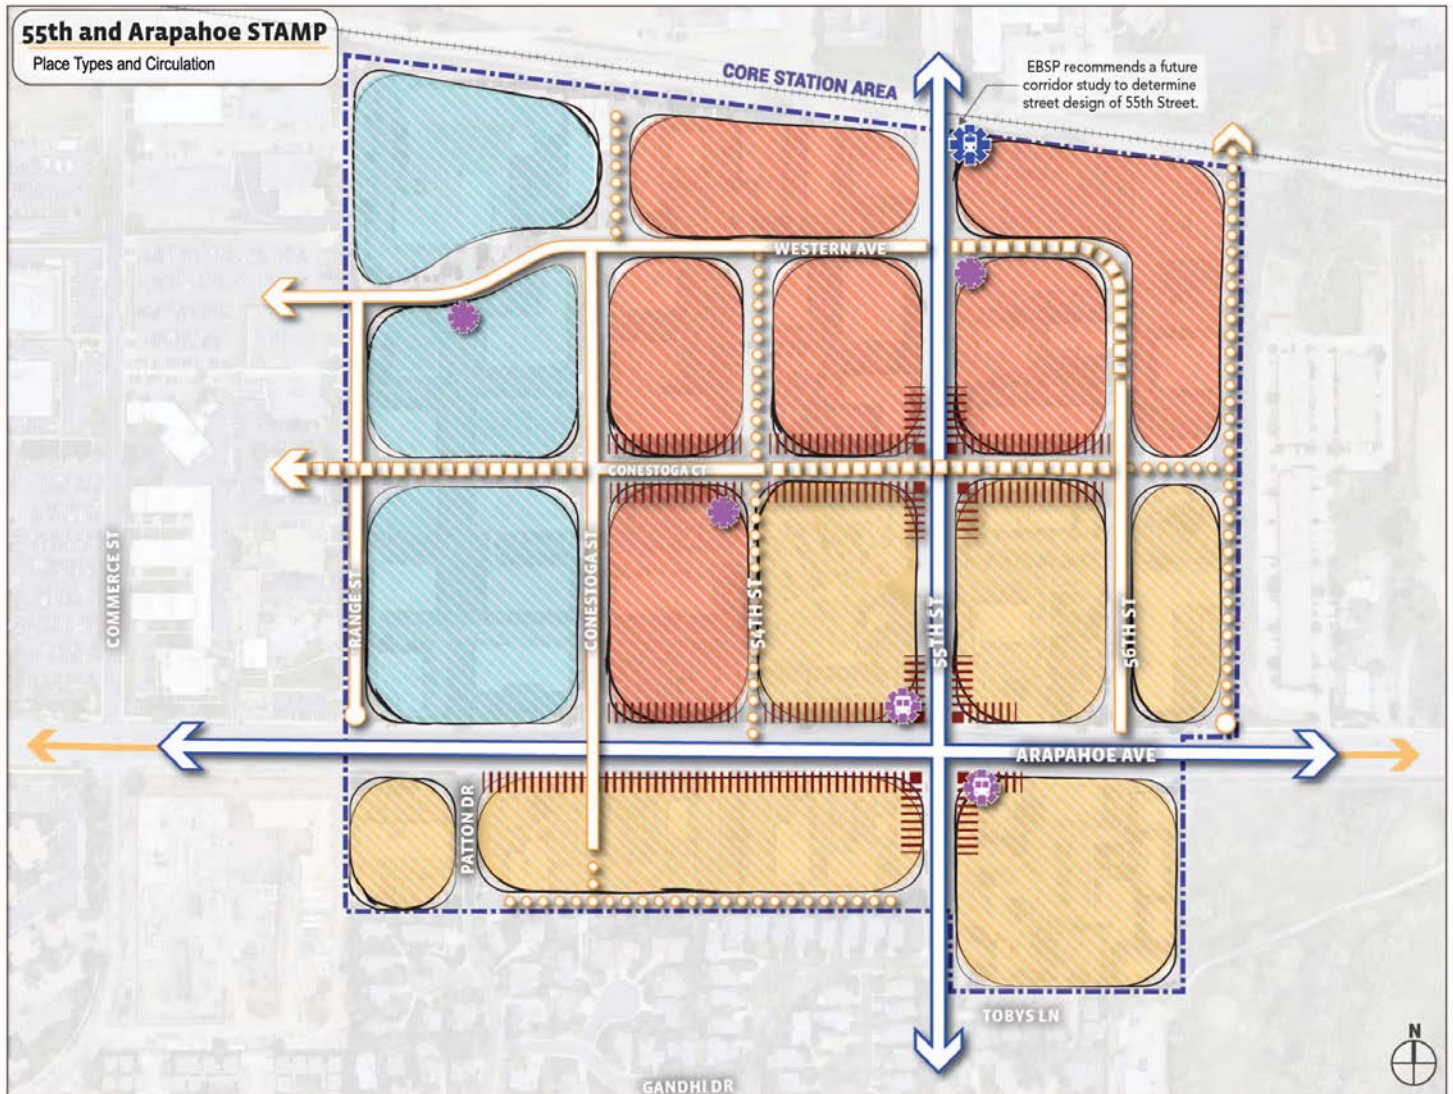 55th and Arapahoe STAMP
Place Types and Circulation
CORE STATION AREA
EBSP recommends a future
corridor study to determine
street design of 55th Street.
WESTERN AVE
CONESTOGA CT
COMMERCE ST
RANGE ST
CONESTOGA ST
54TH ST
55TH ST
56TH ST
ARAPAHOE AVE
PATTON DR
TOBYS LN
GANDHI DR
N